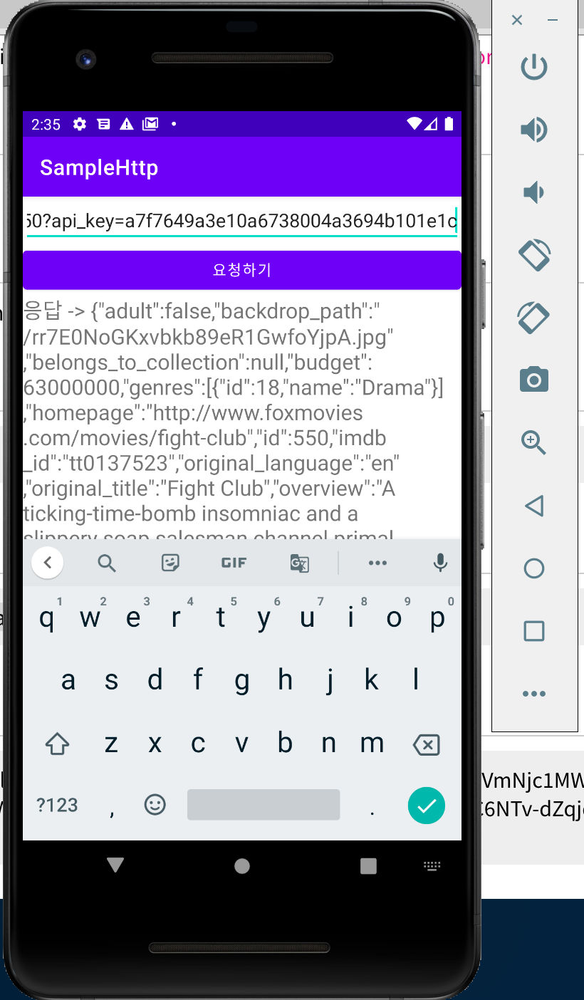 2:35
SampleHttp
50?api_key=a7f7649a3e10a6738004a3694b101e1c
요청하기
응답 -> {"adult":false,"backdrop_path":"
/rr7E0NoGKxvbkb89eR1GwfoYjpA.jpg"
,"belongs_to_collection":null,"budget":
63000000,"genres":[{"id":18,"name":"Drama"}]
,"homepage":"http://www.foxmovies
.com/movies/fight-club","id":550,"imdb
_id":"tt0137523","original_language":"en"
,"original_title":"Fight Club","overview":"A
ticking-time-bomb insomniac and a
slippery soap salesman channel primal
GIF
1 2 3 4 5 6 7 8 9 0
q w e r t y u i o p
a s d f g h j k l
z x c v b n m
?123 , .
VmNjc1MW
6NTv-dZqj